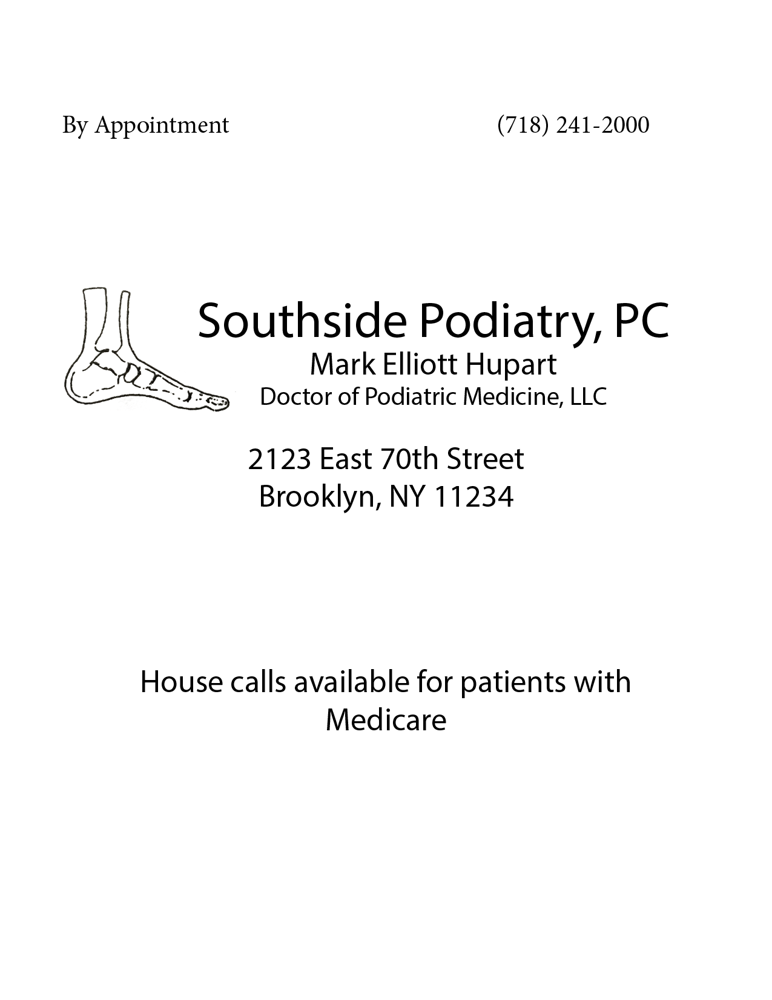 By Appointment
(718) 241-2000
Southside Podiatry, PC
Mark Elliott Hupart
Doctor of Podiatric Medicine, LLC
2123 East 70th Street
Brooklyn, NY 11234
House calls available for patients with
Medicare